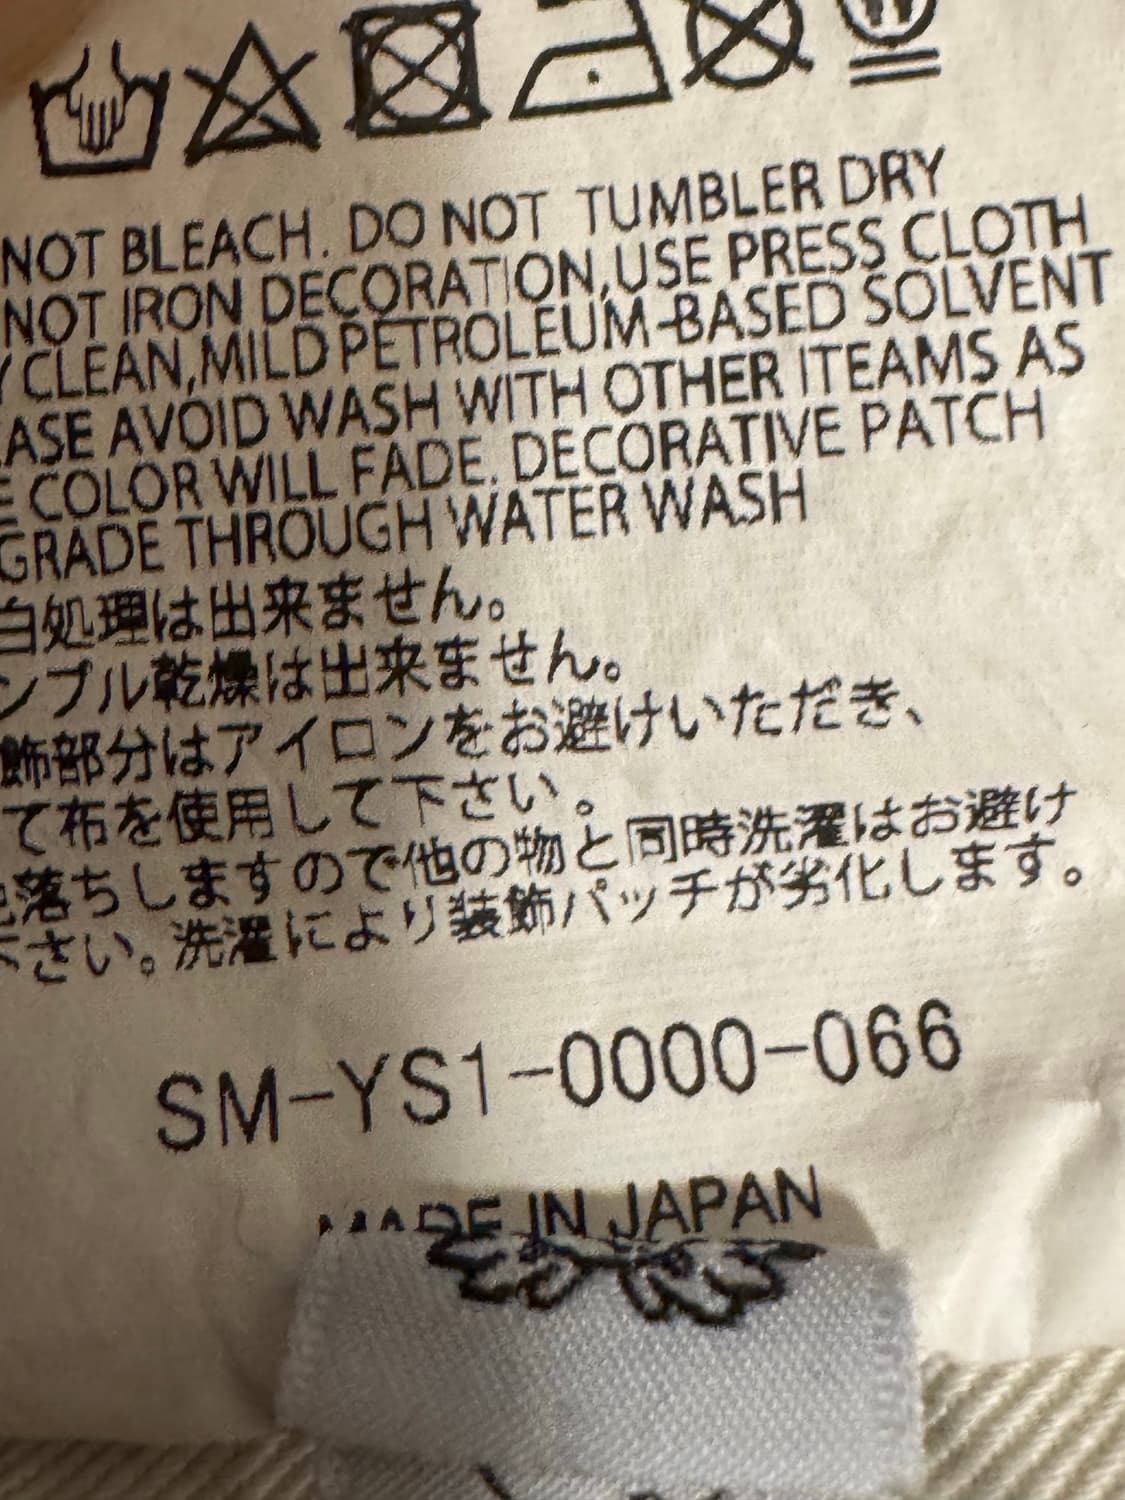 NOT BLEACH. DO NOT TUMBLER DRY
NOT IRON DECORATION,USE PRESS CLOTH
Y CLEAN,MILD PETROLEUM-BASED SOLVENT
EASE AVOID WASH WITH OTHER ITEAMS AS
E COLOR WILL FADE. DECORATIVE PATCH
GRADE THROUGH WATER WASH
白処理は出来ません。
ンブル乾燥は出来ません。
飾部分はアイロンをお避けいただき、
て布を使用して下さい。
色落ちしますので他の物と同時洗濯はお避け
下さい。洗濯により装飾パッチが劣化します。
SM-YS1-0000-066
MADE IN JAPAN